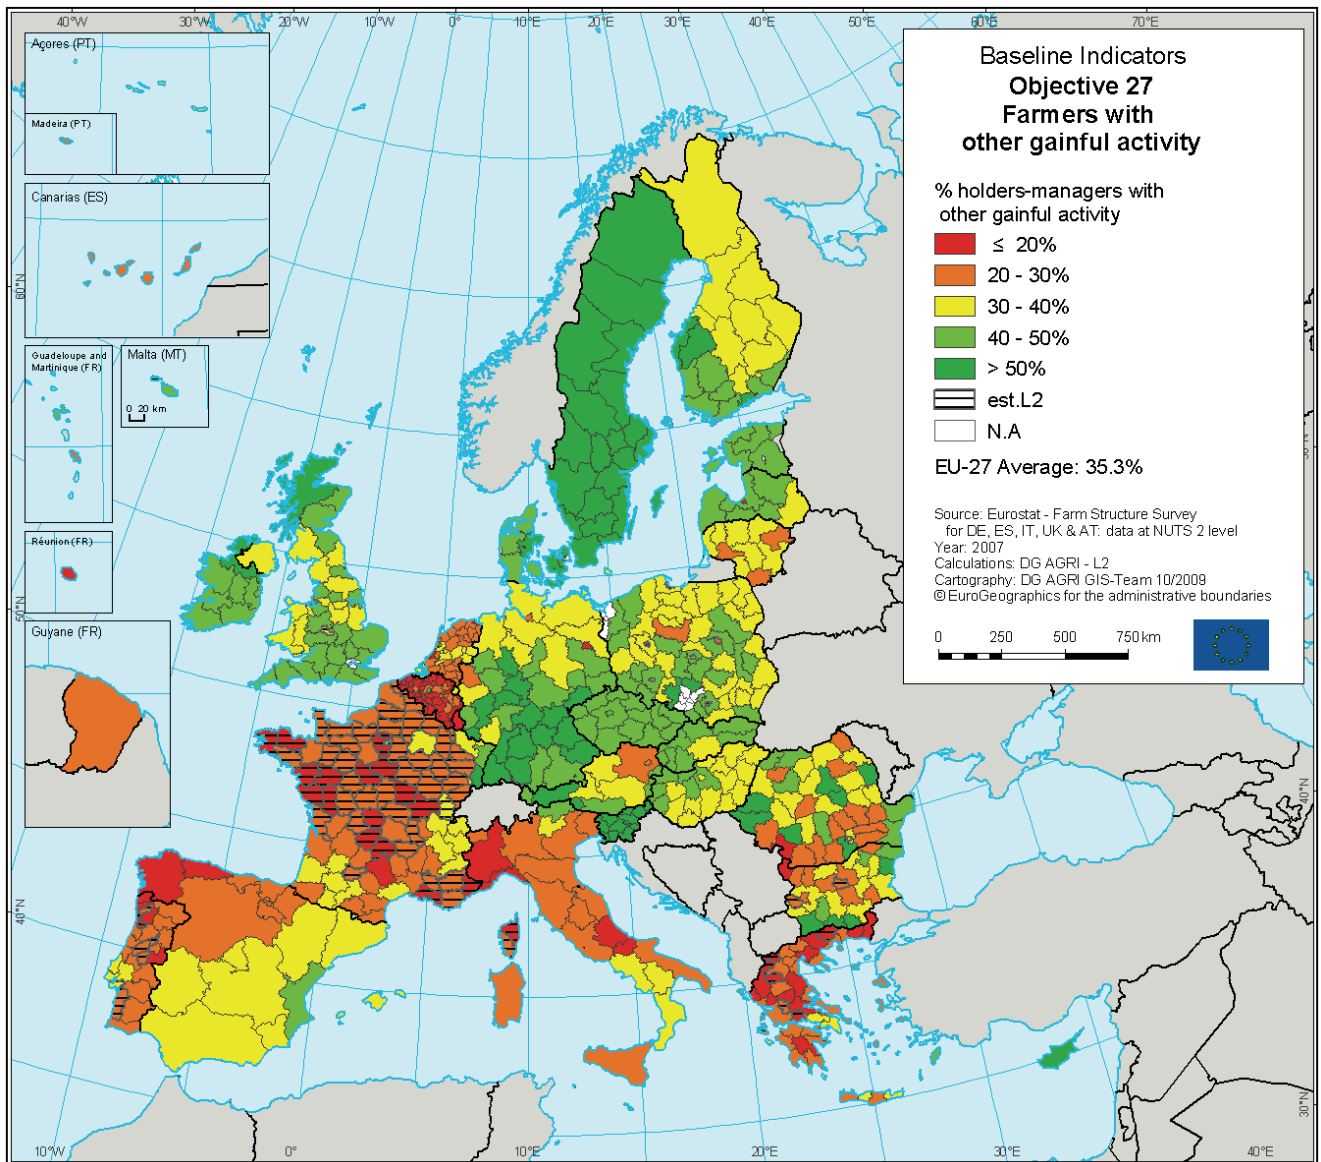 40°W
30°W
20°W
10°W
0°
10°E
20°E
30°E
40°E
50°E
70°E
Açores (PT)
Madeira (PT)
Canarias (ES)
Guadeloupe and
Martinique (FR)
Malta (MT)
0 20 km
Réunion (FR)
Guyane (FR)
Baseline Indicators
Objective 27
Farmers with
other gainful activity
% holders-managers with
other gainful activity
≤ 20%
20 - 30%
30 - 40%
40 - 50%
> 50%
est.L2
N.A
EU-27 Average: 35.3%
Source: Eurostat - Farm Structure Survey
for DE, ES, IT, UK & AT: data at NUTS 2 level
Year: 2007
Calculations: DG AGRI - L2
Cartography: DG AGRI GIS-Team 10/2009
© EuroGeographics for the administrative boundaries
0 250 500 750 km
60°N
50°N
40°N
40°N
30°N
10°W
0°
10°E
20°E
30°E
40°E